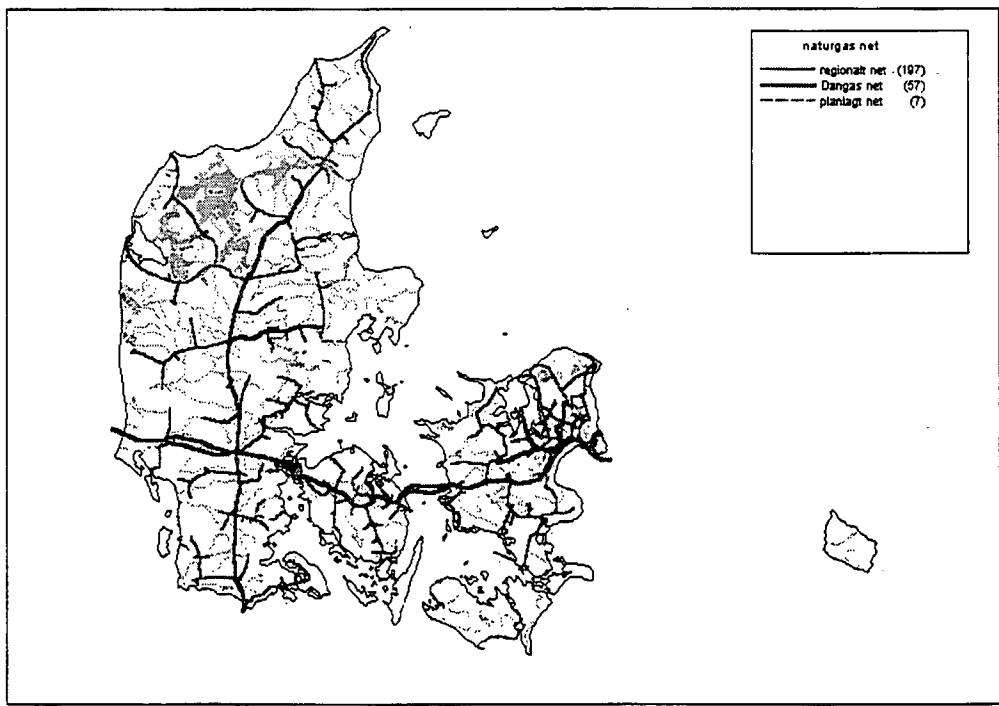 naturgas net
regionalt net (197)
Dangas net (57)
planlagt net (7)